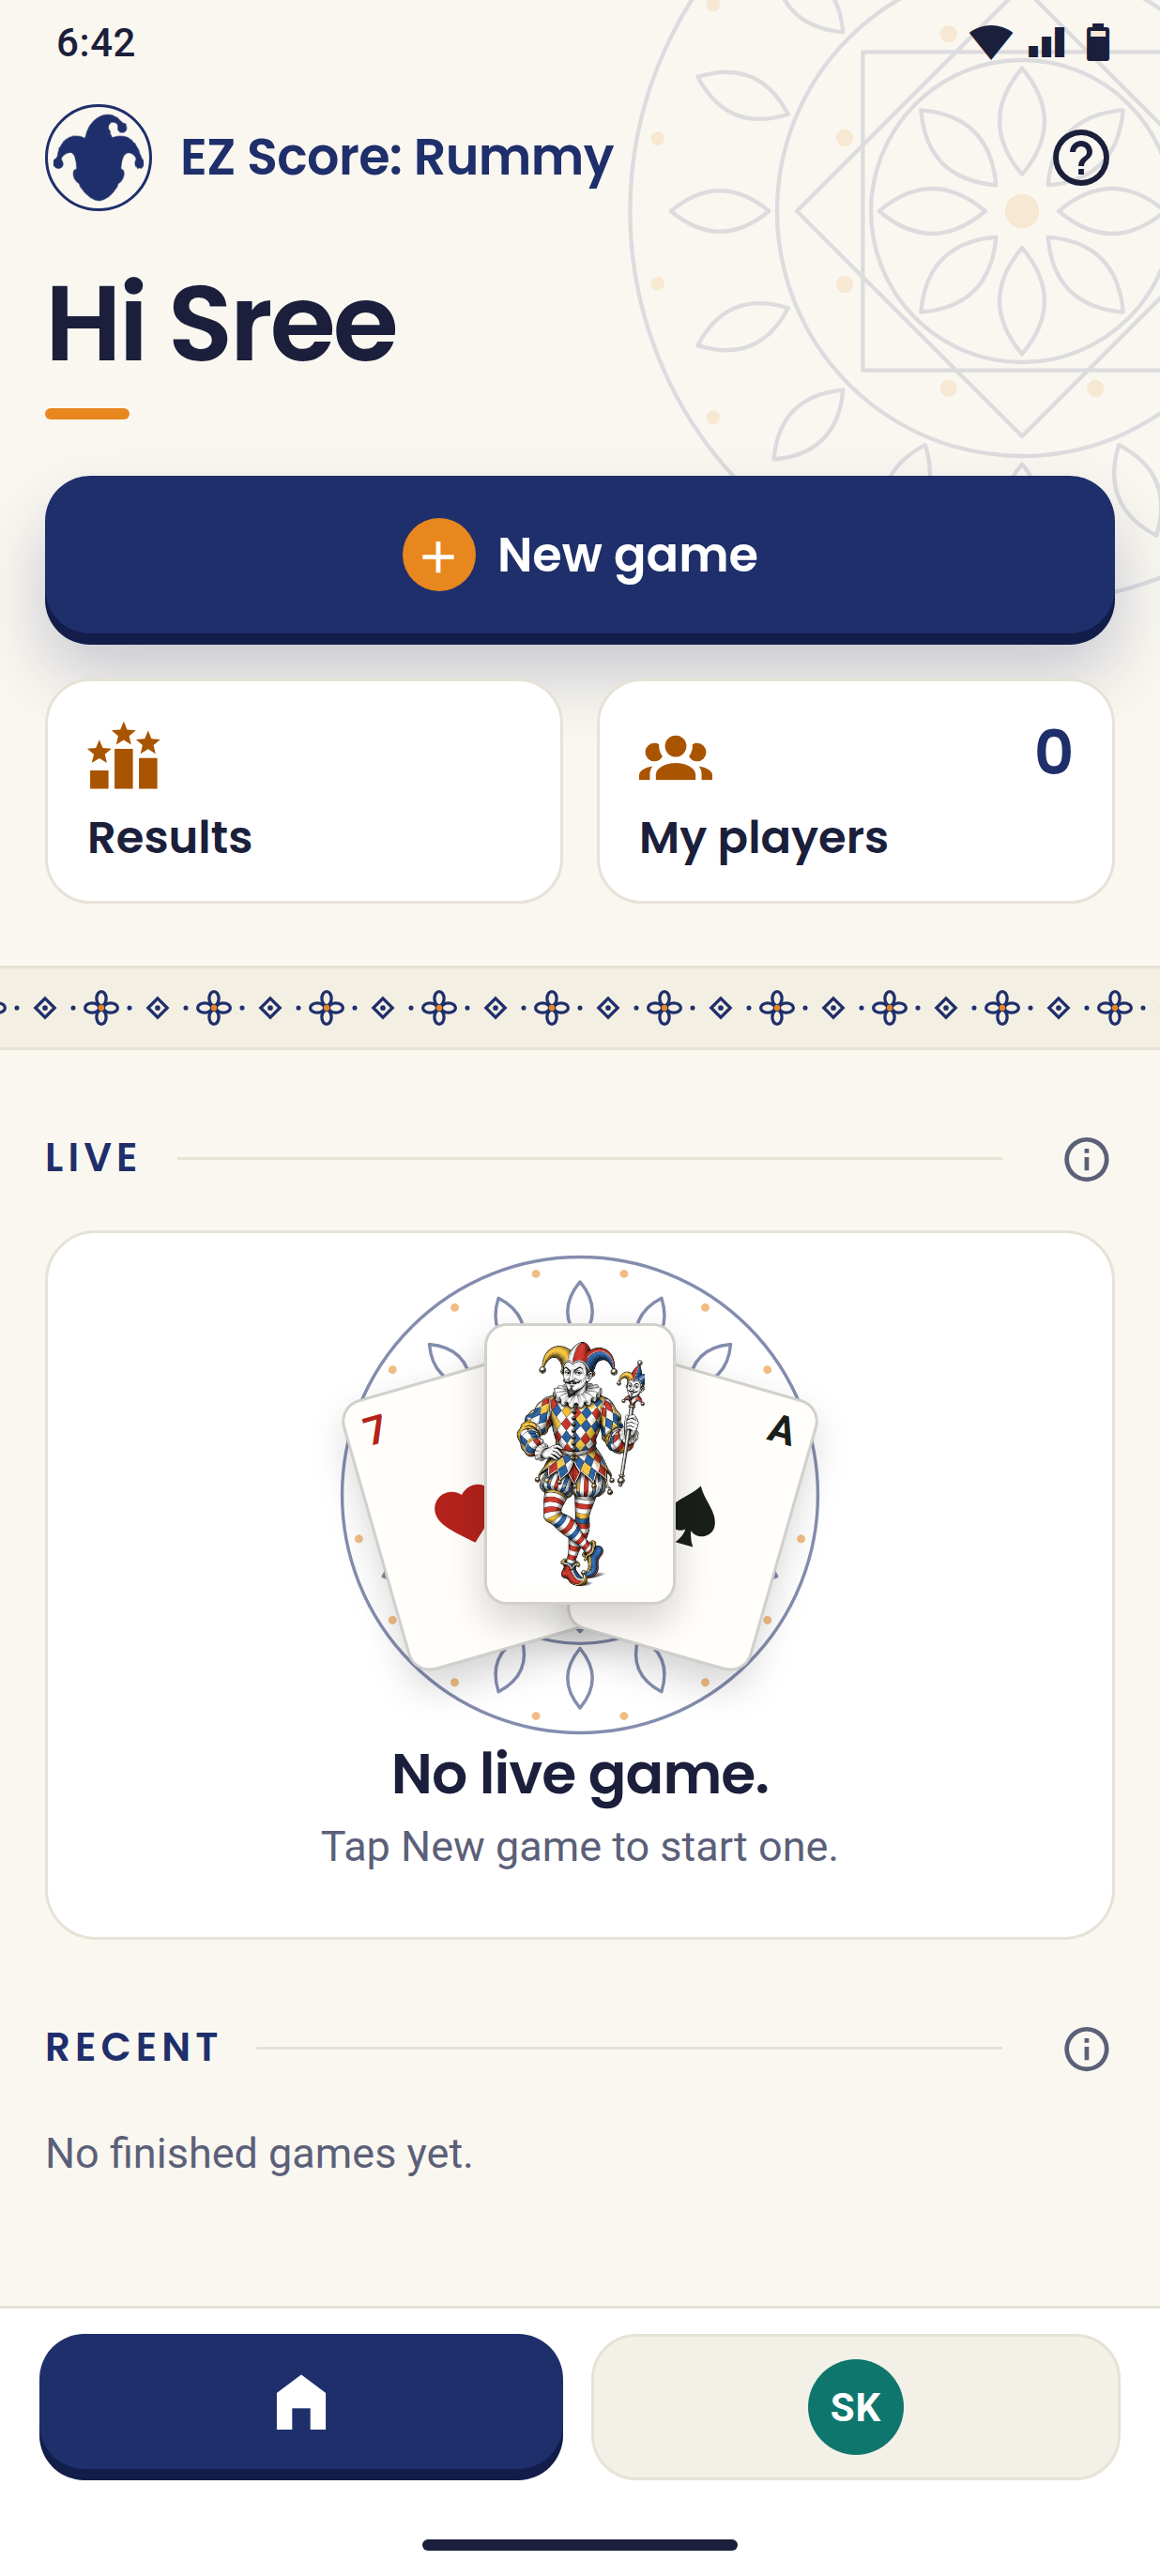 6:42
EZ Score: Rummy
Hi Sree
New game
Results
0
My players
LIVE
7
A
No live game.
Tap New game to start one.
RECENT
No finished games yet.
SK